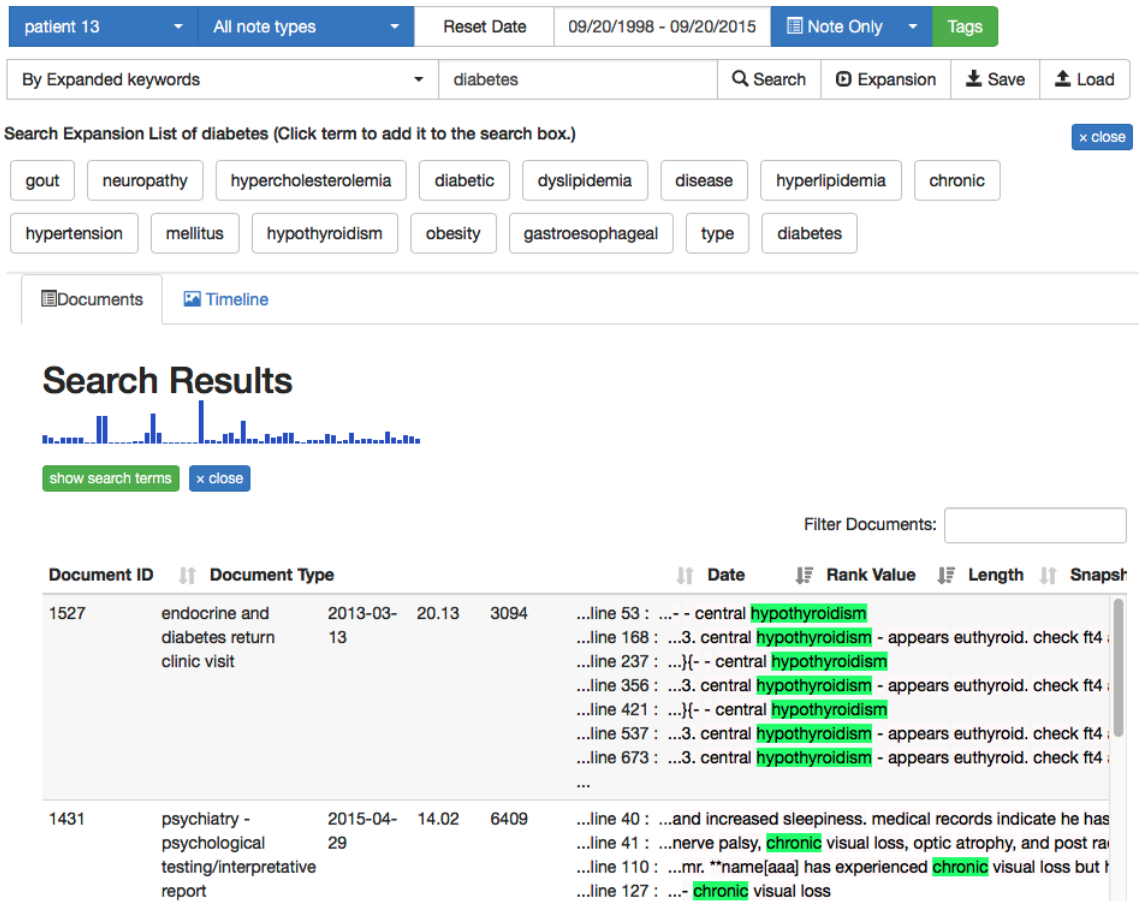 patient 13 All note types Reset Date 09/20/1998 - 09/20/2015 Note Only Tags
By Expanded keywords diabetes Search Expansion Save Load
Search Expansion List of diabetes (Click term to add it to the search box.) × close
gout neuropathy hypercholesterolemia diabetic dyslipidemia disease hyperlipidemia chronic
hypertension mellitus hypothyroidism obesity gastroesophageal type diabetes
Documents Timeline
Search Results
show search terms × close
Filter Documents:
Document ID Document Type Date Rank Value Length Snapsh
1527 endocrine and 2013-03- 20.13 3094 ...line 53 : ...- - central hypothyroidism
diabetes return 13 ...line 168 : ...3. central hypothyroidism - appears euthyroid. check ft4
clinic visit ...line 237 : ...}{- - central hypothyroidism
...line 356 : ...3. central hypothyroidism - appears euthyroid. check ft4
...line 421 : ...}{- - central hypothyroidism
...line 537 : ...3. central hypothyroidism - appears euthyroid. check ft4
...line 673 : ...3. central hypothyroidism - appears euthyroid. check ft4
...
1431 psychiatry - 2015-04- 14.02 6409 ...line 40 : ...and increased sleepiness. medical records indicate he has
psychological 29 ...line 41 : ...nerve palsy, chronic visual loss, optic atrophy, and post ra
testing/interpretative ...line 110 : ...mr. **name[aaa] has experienced chronic visual loss but
report ...line 127 : ...- chronic visual loss